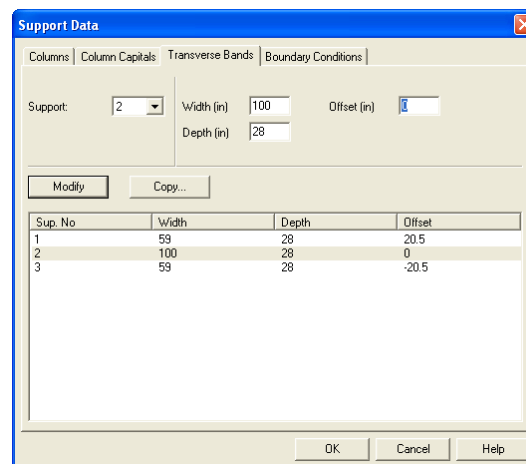 Support Data
Columns Column Capitals Transverse Bands Boundary Conditions
Support: 2 Width (in) 100 Offset (in) 0
Depth (in) 28
Modify Copy...
Sup. No Width Depth Offset
1 59 28 20.5
2 100 28 0
3 59 28 -20.5
OK Cancel Help